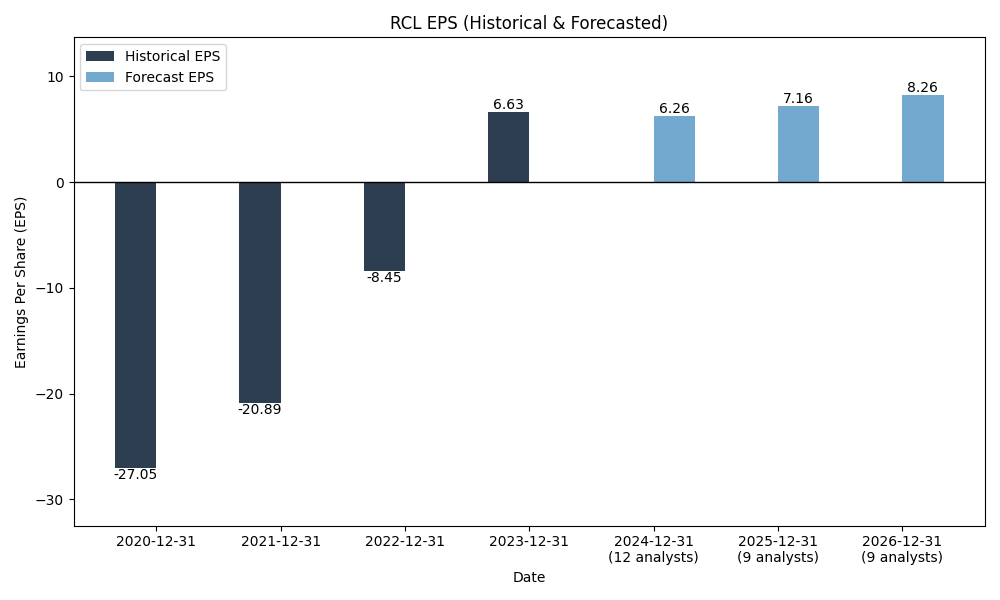 RCL EPS (Historical & Forecasted)
Historical EPS
Forecast EPS
Earnings Per Share (EPS)
10
0
−10
−20
−30
-27.05
-20.89
-8.45
6.63
6.26
7.16
8.26
2020-12-31
2021-12-31
2022-12-31
2023-12-31
2024-12-31
(12 analysts)
2025-12-31
(9 analysts)
2026-12-31
(9 analysts)
Date